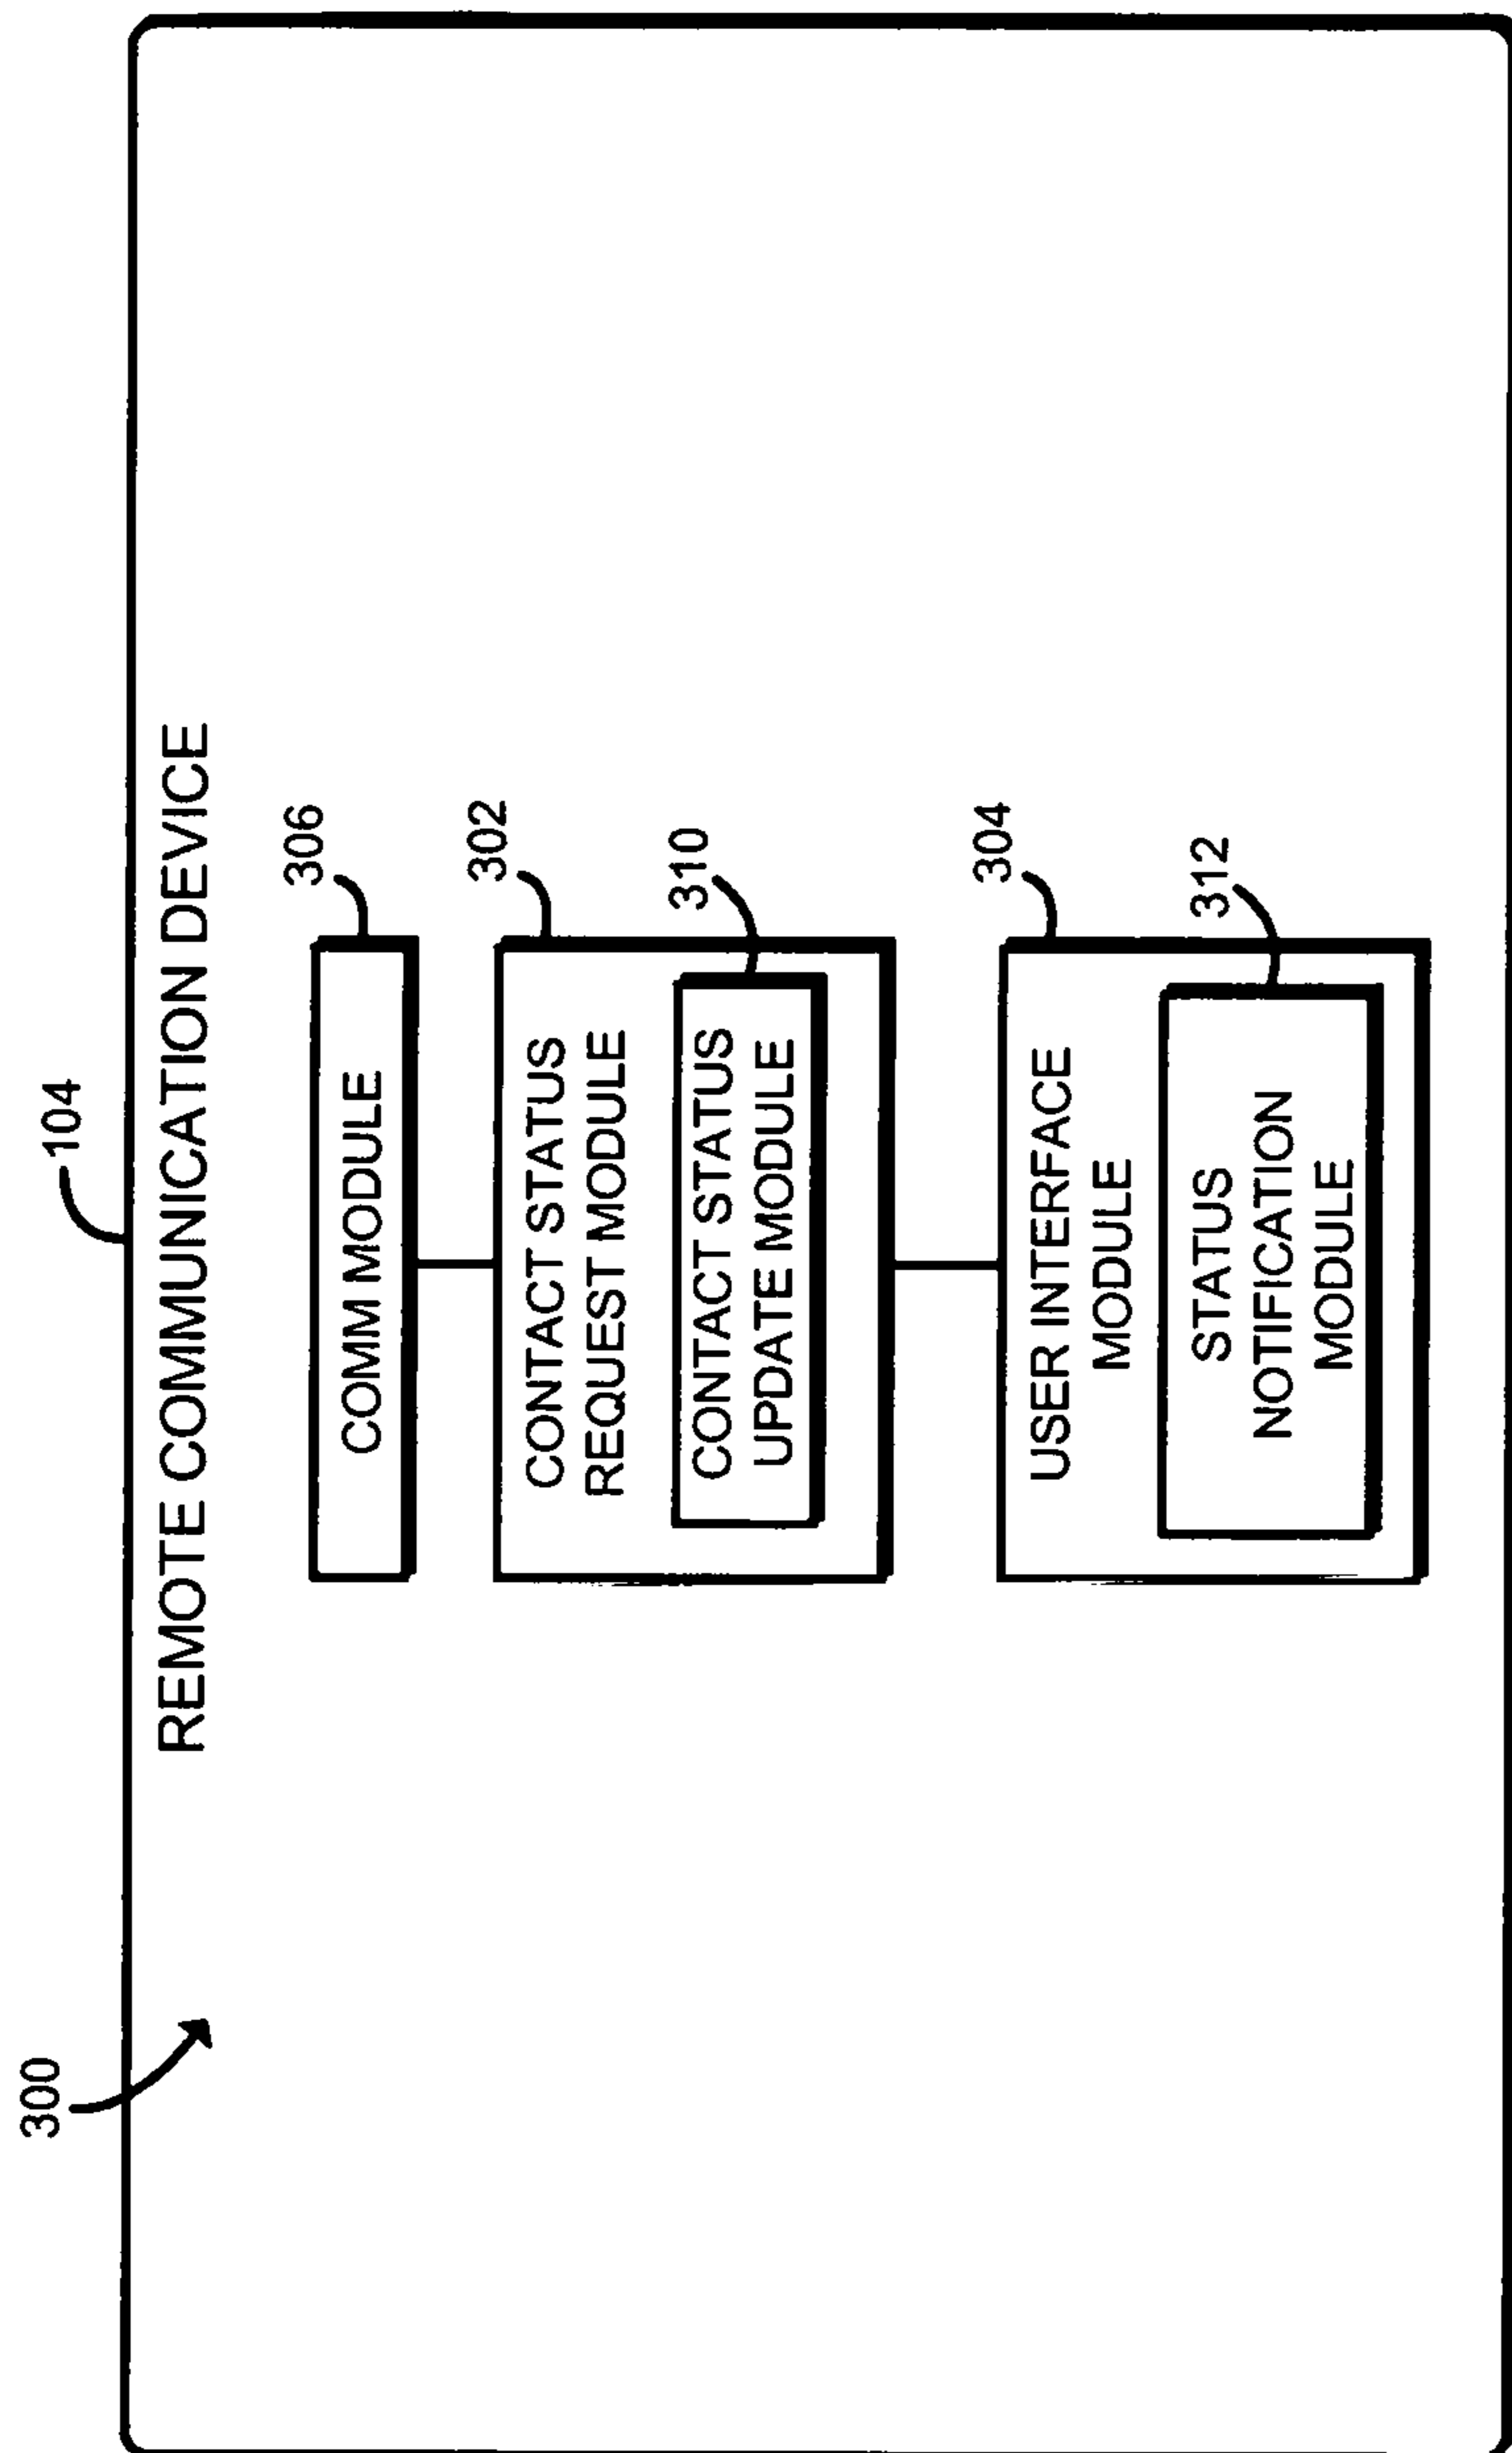 300
104
REMOTE COMMUNICATION DEVICE
306
COMM MODULE
302
CONTACT STATUS
REQUEST MODULE
310
CONTACT STATUS
UPDATE MODULE
304
USER INTERFACE
MODULE
312
STATUS
NOTIFICATION
MODULE